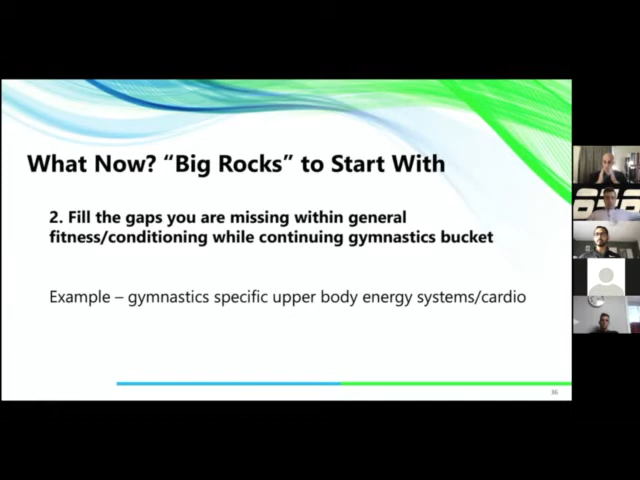 What Now? “Big Rocks” to Start With
2. Fill the gaps you are missing within general
fitness/conditioning while continuing gymnastics bucket
Example – gymnastics specific upper body energy systems/cardio
36